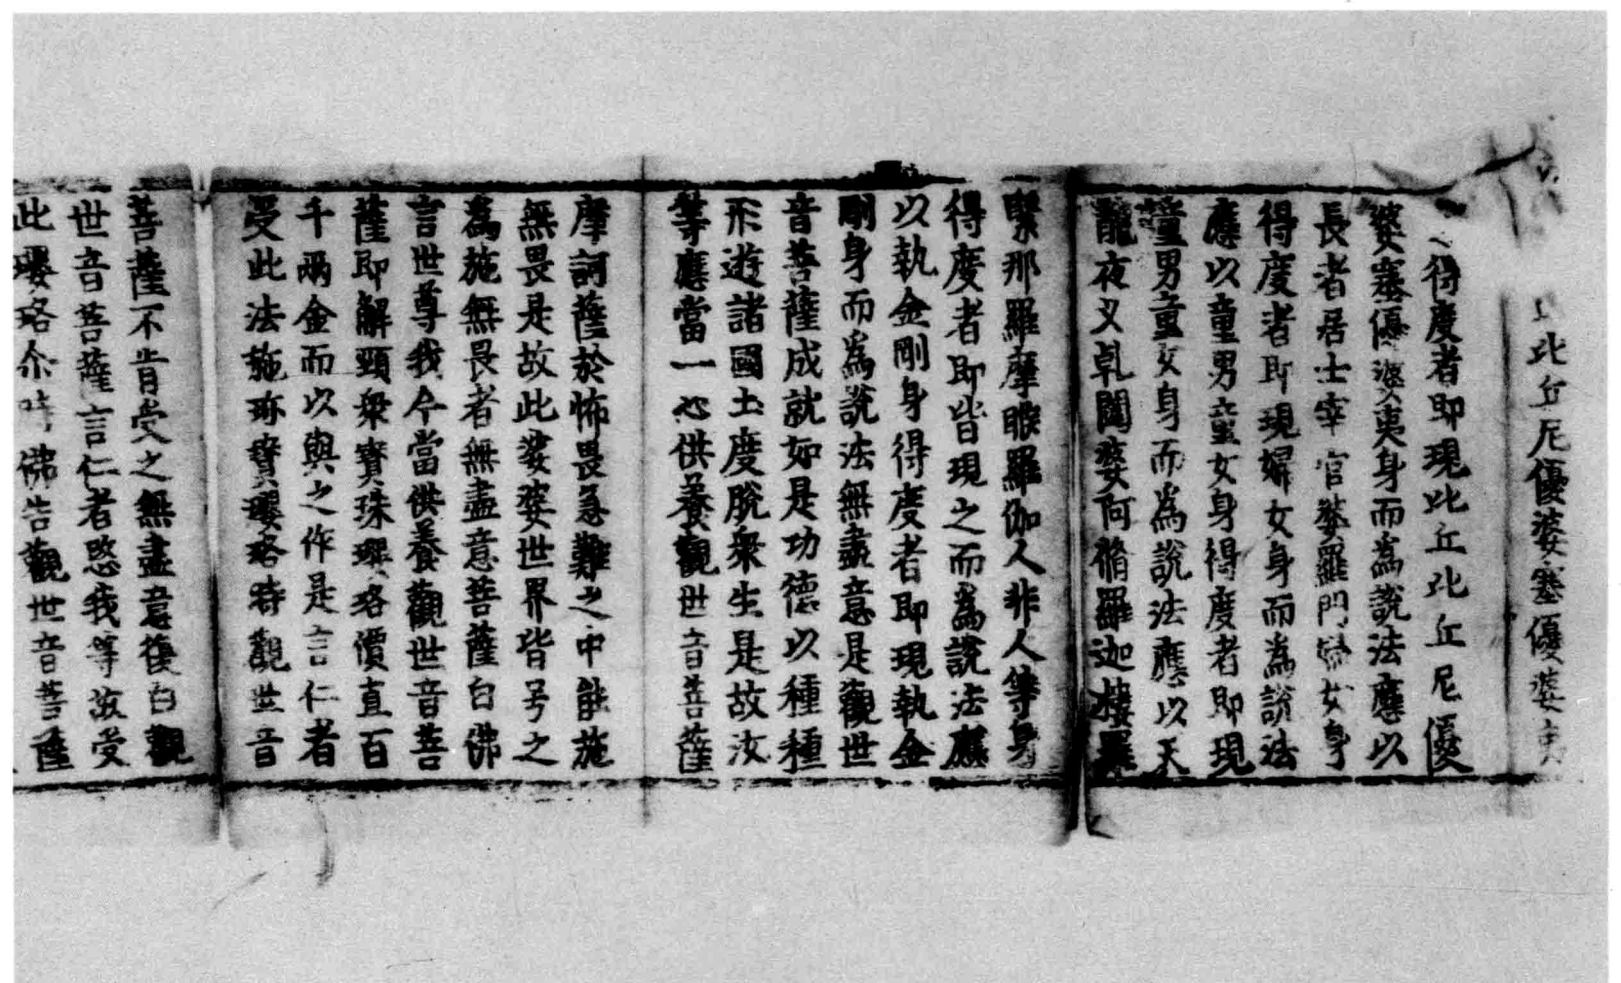 比丘尼優婆塞優婆夷
得度者即現比丘比丘尼優
婆塞優婆夷身而為說法應以
長者居士宰官婆羅門婦女身
得度者即現婦女身而為說法
應以童男童女身得度者即現
童男童女身而為說法應以天
龍夜叉乹闥婆阿脩羅迦樓羅
緊那羅摩睺羅伽人非人等身
得度者即皆現之而為說法應
以執金剛身得度者即現執金
剛身而為說法無盡意是觀世
音菩薩成就如是功德以種種
形遊諸國土度脫衆生是故汝
等應當一心供養觀世音菩薩
摩訶薩於怖畏急難之中能施
無畏是故此娑婆世界皆号之
為施無畏者無盡意菩薩白佛
言世尊我今當供養觀世音菩
薩即解頸衆寶珠瓔珞價直百
千兩金而以與之作是言仁者
受此法施珎寶瓔珞時觀世音
菩薩不肯受之無盡意復白觀
世音菩薩言仁者愍我等故受
此瓔珞尒時佛告觀世音菩薩